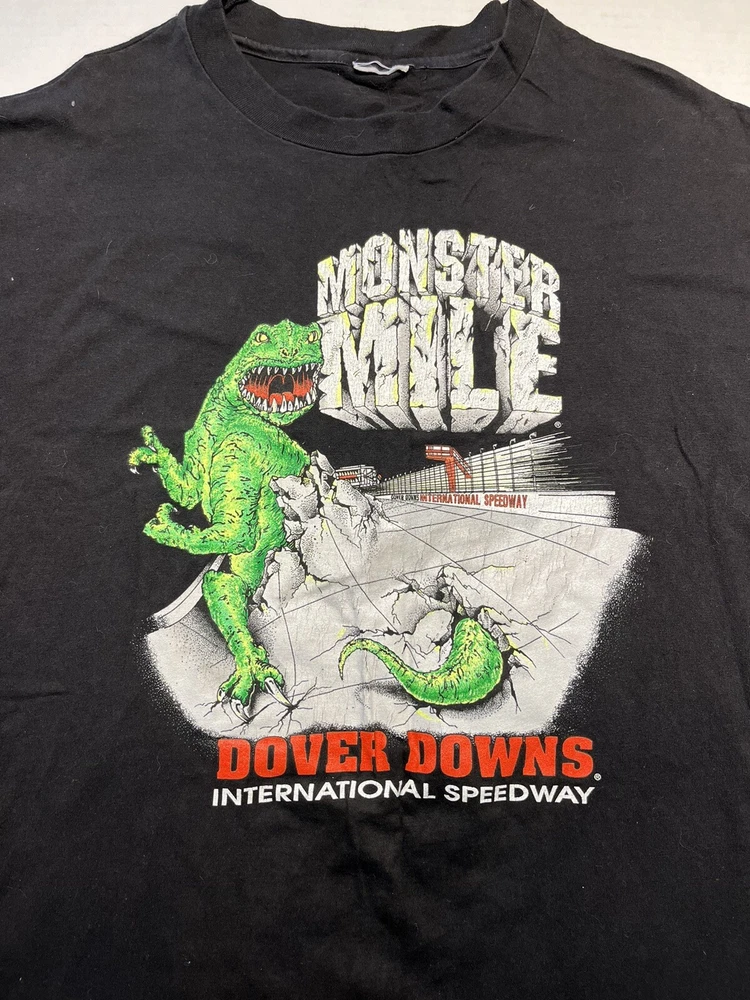 MONSTER
MILE
®
DOVER DOWNS INTERNATIONAL SPEEDWAY
DOVER DOWNS®
INTERNATIONAL SPEEDWAY